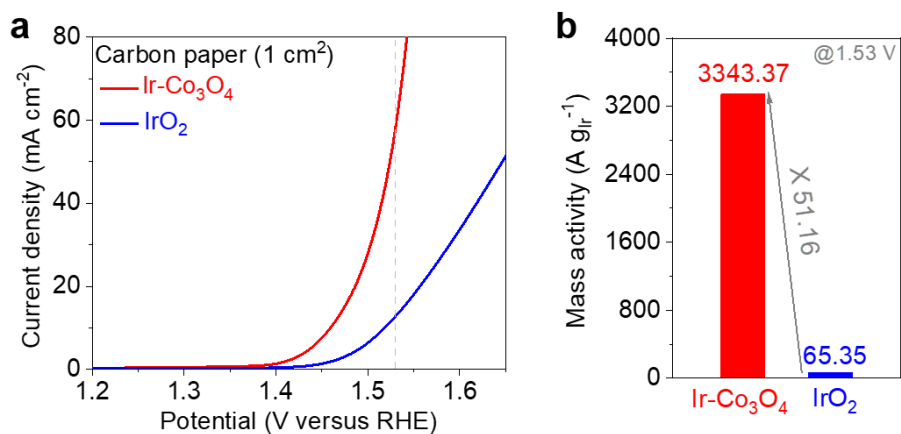 a
80
60
40
20
0
Current density (mA cm⁻²)
Carbon paper (1 cm²)
Ir-Co₃O₄
IrO₂
1.2 1.3 1.4 1.5 1.6
Potential (V versus RHE)
b
4000
3200
2400
1600
800
0
Mass activity (A g_Ir⁻¹)
@1.53 V
3343.37
X 51.16
65.35
Ir-Co₃O₄ IrO₂